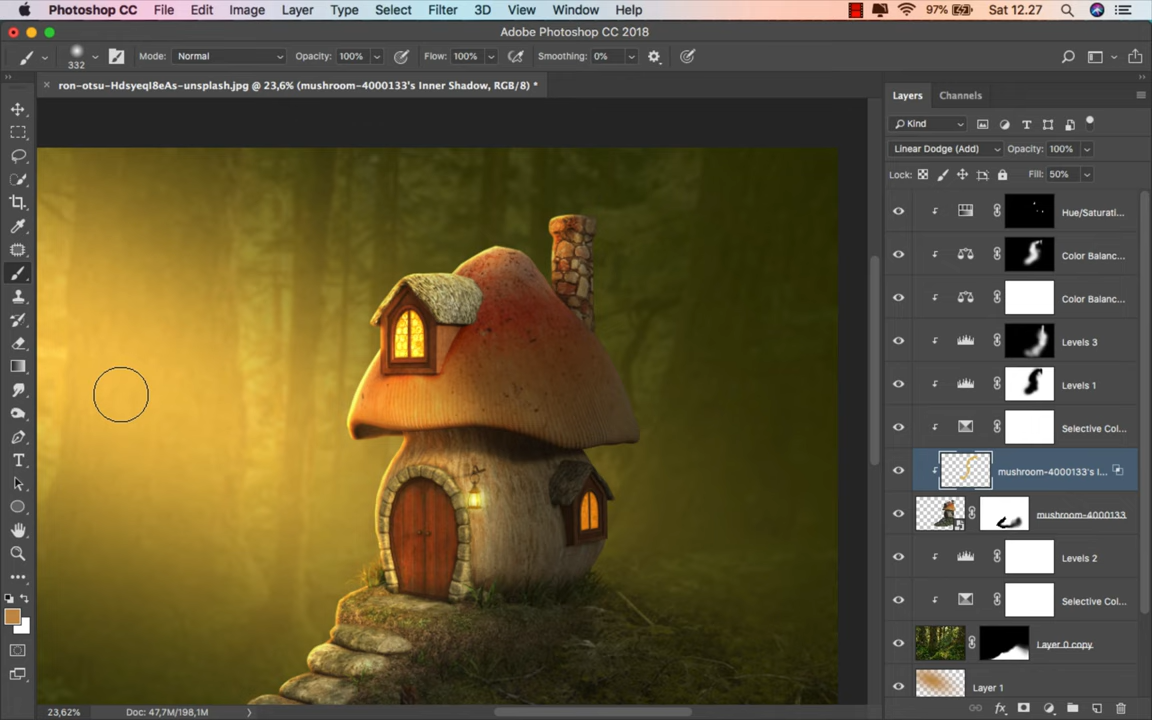 Photoshop CC File Edit Image Layer Type Select Filter 3D View Window Help 97% Sat 12.27
Adobe Photoshop CC 2018
332 Mode: Normal Opacity: 100% Flow: 100% Smoothing: 0%
× ron-otsu-HdsyeqI8eAs-unsplash.jpg @ 23,6% (mushroom-4000133's Inner Shadow, RGB/8) *
Layers Channels
Kind
Linear Dodge (Add) Opacity: 100%
Lock: Fill: 50%
Hue/Saturati...
Color Balanc...
Color Balanc...
Levels 3
Levels 1
Selective Col...
mushroom-4000133's I...
mushroom-4000133
Levels 2
Selective Col...
Layer 0 copy
Layer 1
23,62% Doc: 47,7M/198,1M